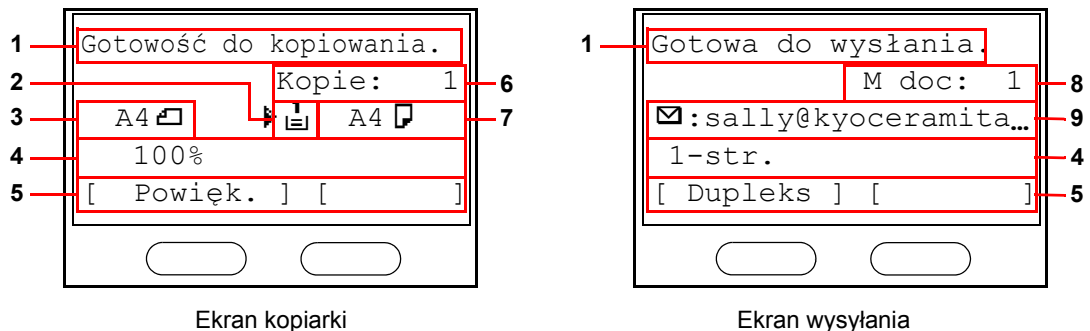 1 Gotowość do kopiowania.
2 Kopie: 1 6
3 A4 A4 7
4 100%
5 [ Powięk. ] [ ]
Ekran kopiarki
1 Gotowa do wysłania.
M doc: 1 8
:sally@kyoceramita… 9
1-str. 4
[ Dupleks ] [ ] 5
Ekran wysyłania